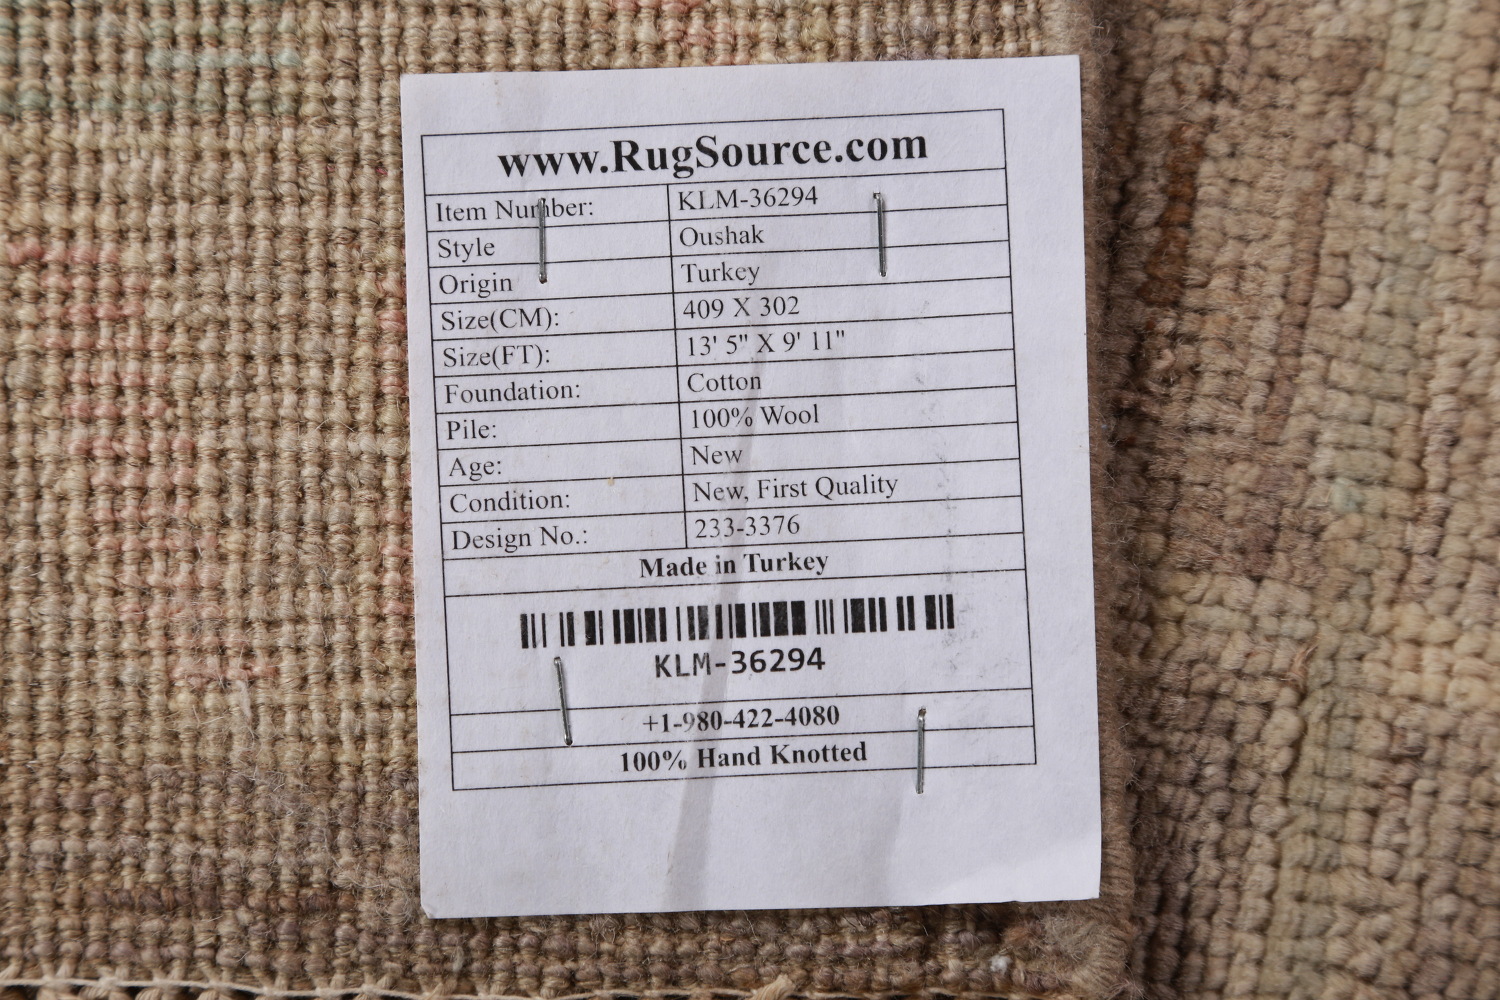 www.RugSource.com
Item Number: KLM-36294
Style Oushak
Origin Turkey
Size(CM): 409 X 302
Size(FT): 13' 5" X 9' 11"
Foundation: Cotton
Pile: 100% Wool
Age: New
Condition: New, First Quality
Design No.: 233-3376
Made in Turkey
KLM-36294
+1-980-422-4080
100% Hand Knotted